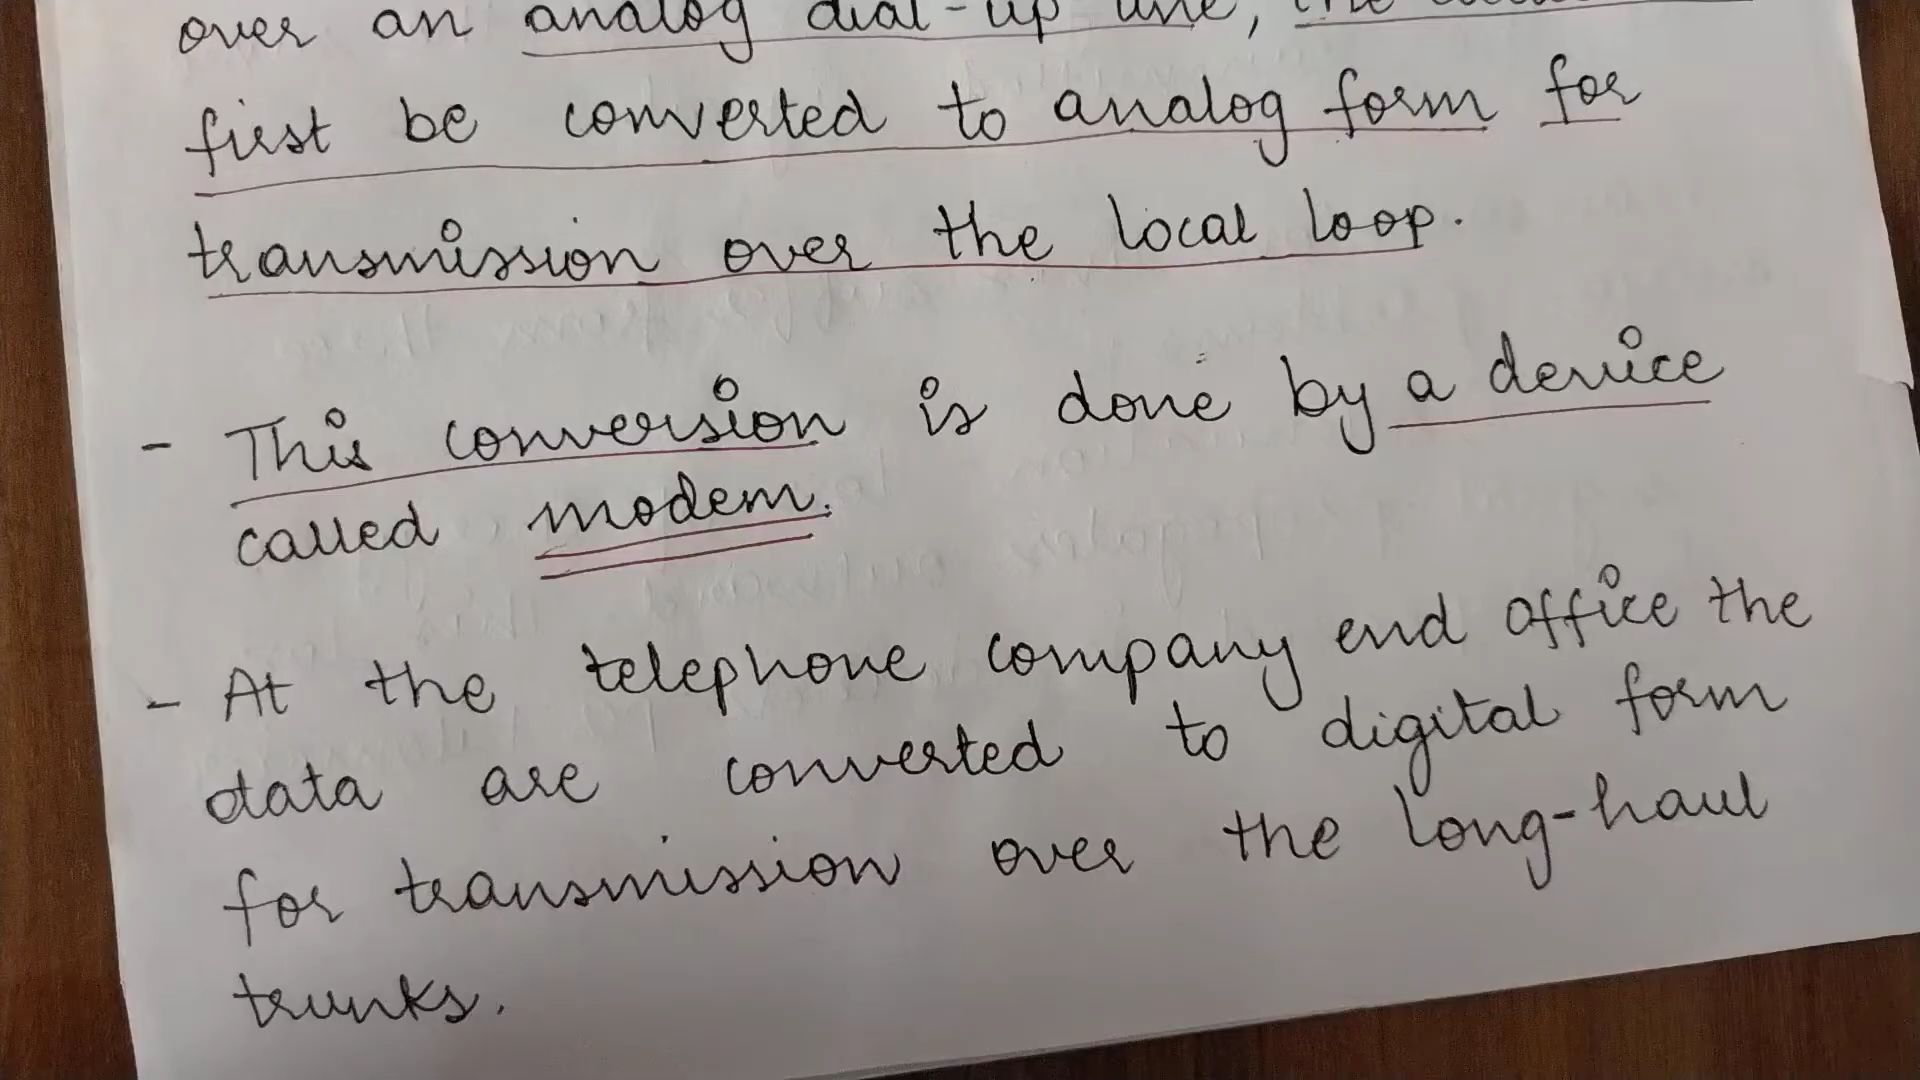 over an analog dial-up line, the
first be converted to analog form for
transmission over the local loop.
- This conversion is done by a device
called modem.
- At the telephone company end office the
data are converted to digital form
for transmission over the long-haul
trunks.